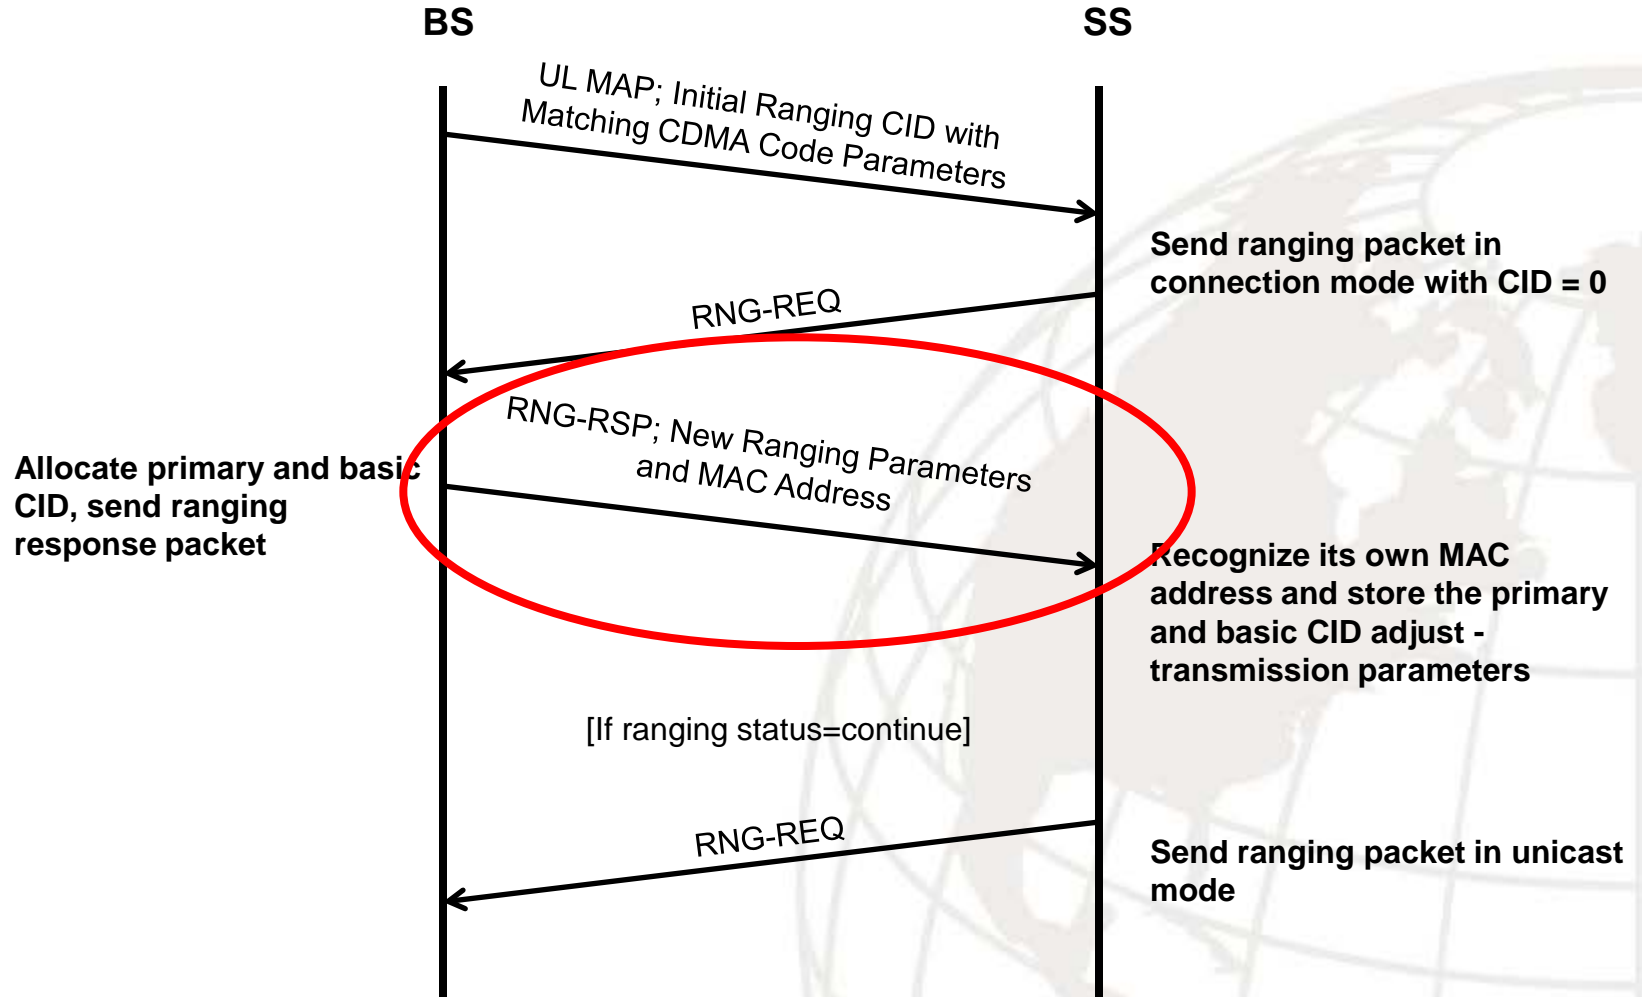 BS
SS
UL MAP; Initial Ranging CID with
Matching CDMA Code Parameters
Send ranging packet in
connection mode with CID = 0
RNG-REQ
RNG-RSP; New Ranging Parameters
and MAC Address
Allocate primary and basic
CID, send ranging
response packet
Recognize its own MAC
address and store the primary
and basic CID adjust -
transmission parameters
[If ranging status=continue]
RNG-REQ
Send ranging packet in unicast
mode